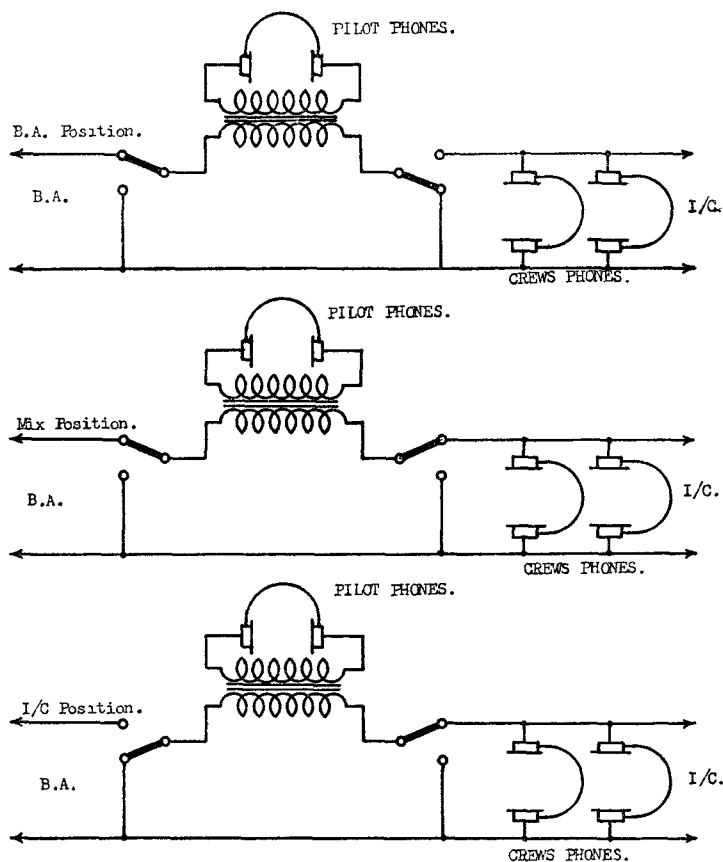 PILOT PHONES.
B.A. Position.
B.A.
I/C.
CREWS PHONES.
PILOT PHONES.
Mix Position.
B.A.
I/C.
CREWS PHONES.
PILOT PHONES.
I/C Position.
B.A.
I/C.
CREWS PHONES.